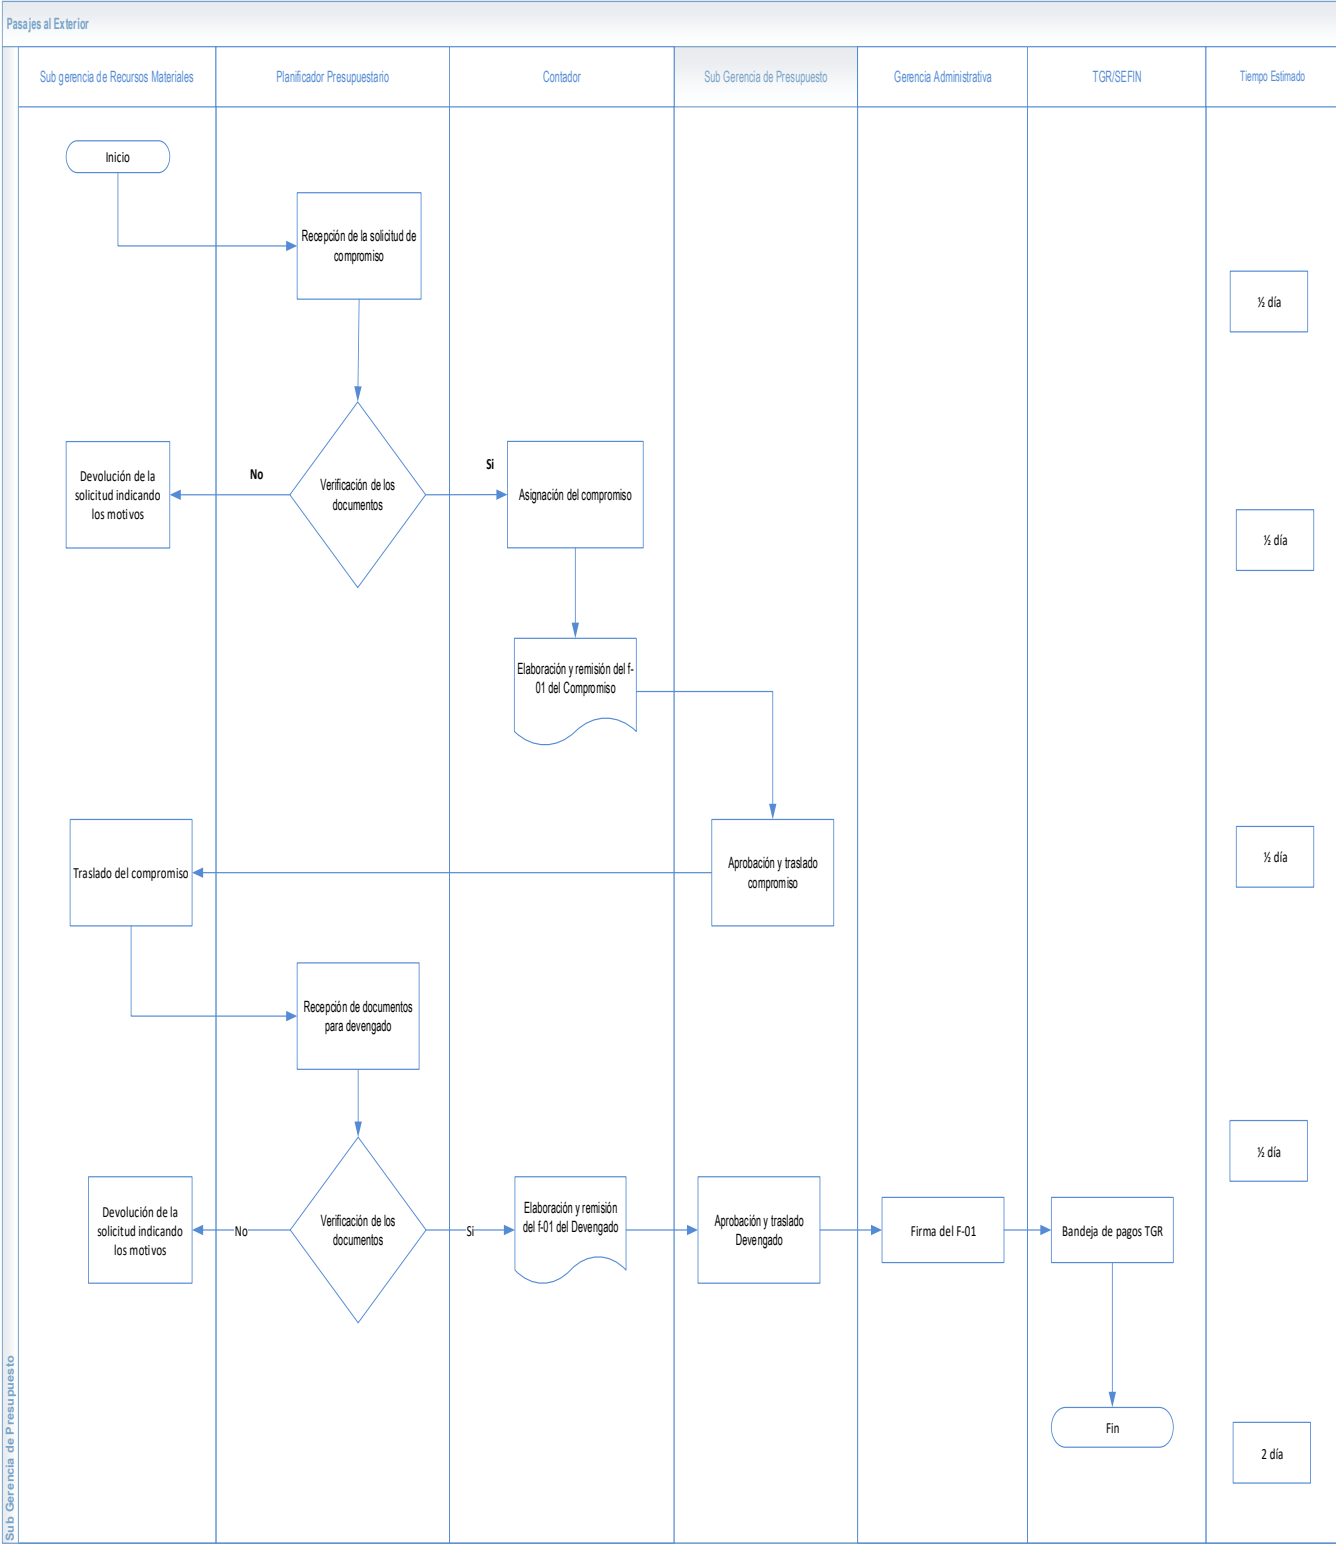 Pasajes al Exterior
Sub gerencia de Recursos Materiales
Planificador Presupuestario
Contador
Sub Gerencia de Presupuesto
Gerencia Administrativa
TGR/SEFIN
Tiempo Estimado
Inicio
Recepción de la solicitud de
compromiso
½ día
Devolución de la
solicitud indicando
los motivos
No
Verificación de los
documentos
Si
Asignación del compromiso
½ día
Elaboración y remisión del f-
01 del Compromiso
Traslado del compromiso
Aprobación y traslado
compromiso
½ día
Recepción de documentos
para devengado
½ día
Devolución de la
solicitud indicando
los motivos
No
Verificación de los
documentos
Si
Elaboración y remisión
del f-01 del Devengado
Aprobación y traslado
Devengado
Firma del F-01
Bandeja de pagos TGR
Fin
2 día
Sub Gerencia de Presupuesto